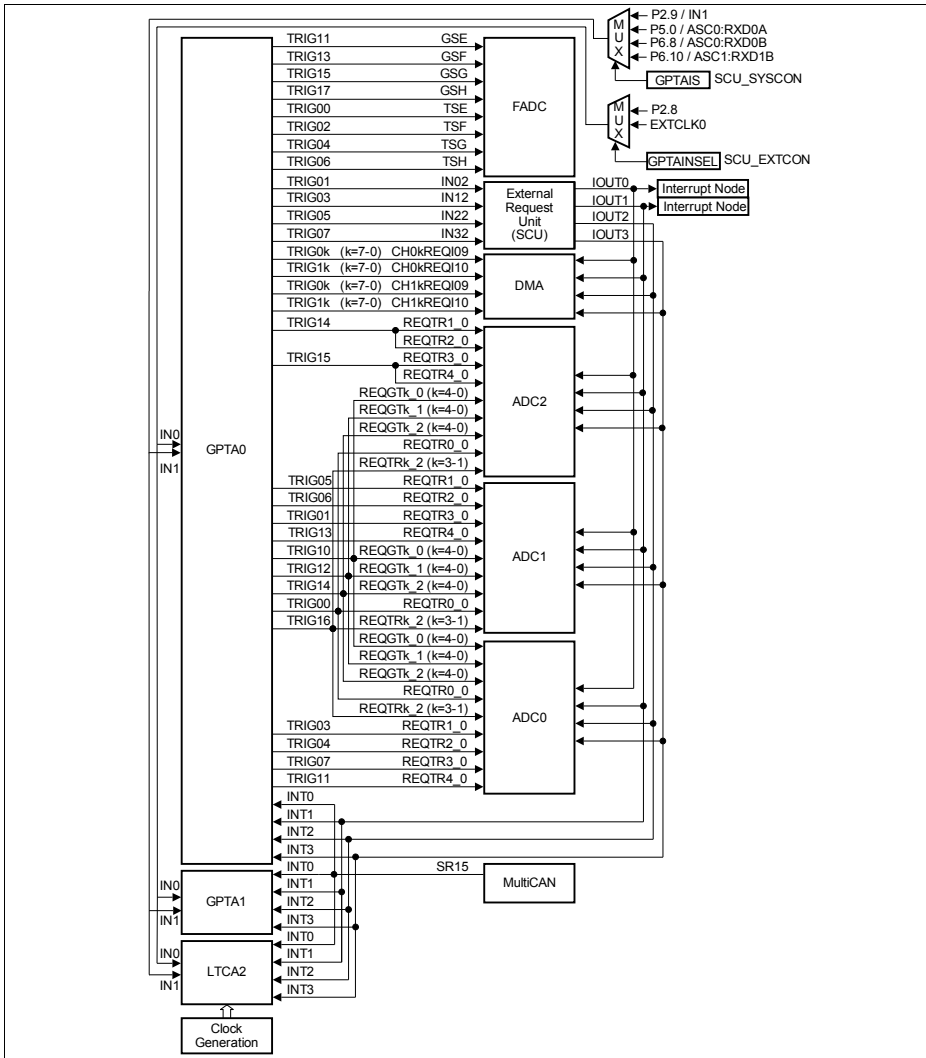 P2.9 / IN1
P5.0 / ASC0:RXD0A
P6.8 / ASC0:RXD0B
P6.10 / ASC1:RXD1B
MUX
GPTAIS SCU_SYSCON
P2.8
EXTCLK0
MUX
GPTAINSEL SCU_EXTCON
TRIG11 GSE
TRIG13 GSF
TRIG15 GSG
TRIG17 GSH
TRIG00 TSE
TRIG02 TSF
TRIG04 TSG
TRIG06 TSH
FADC
TRIG01 IN02
TRIG03 IN12
TRIG05 IN22
TRIG07 IN32
External
Request
Unit
(SCU)
IOUT0
IOUT1
IOUT2
IOUT3
Interrupt Node
Interrupt Node
TRIG0k (k=7-0) CH0kREQI09
TRIG1k (k=7-0) CH0kREQI10
TRIG0k (k=7-0) CH1kREQI09
TRIG1k (k=7-0) CH1kREQI10
DMA
TRIG14 REQTR1_0
REQTR2_0
TRIG15 REQTR3_0
REQTR4_0
REQGTk_0 (k=4-0)
REQGTk_1 (k=4-0)
REQGTk_2 (k=4-0)
REQTR0_0
REQTRk_2 (k=3-1)
ADC2
IN0
IN1
GPTA0
TRIG05 REQTR1_0
TRIG06 REQTR2_0
TRIG01 REQTR3_0
TRIG13 REQTR4_0
TRIG10 REQGTk_0 (k=4-0)
TRIG12 REQGTk_1 (k=4-0)
TRIG14 REQGTk_2 (k=4-0)
TRIG00 REQTR0_0
TRIG16 REQTRk_2 (k=3-1)
ADC1
REQGTk_0 (k=4-0)
REQGTk_1 (k=4-0)
REQGTk_2 (k=4-0)
REQTR0_0
REQTRk_2 (k=3-1)
TRIG03 REQTR1_0
TRIG04 REQTR2_0
TRIG07 REQTR3_0
TRIG11 REQTR4_0
ADC0
INT0
INT1
INT2
INT3
INT0
INT1
INT2
INT3
SR15
MultiCAN
IN0
IN1
GPTA1
INT0
INT1
INT2
INT3
IN0
IN1
LTCA2
Clock
Generation